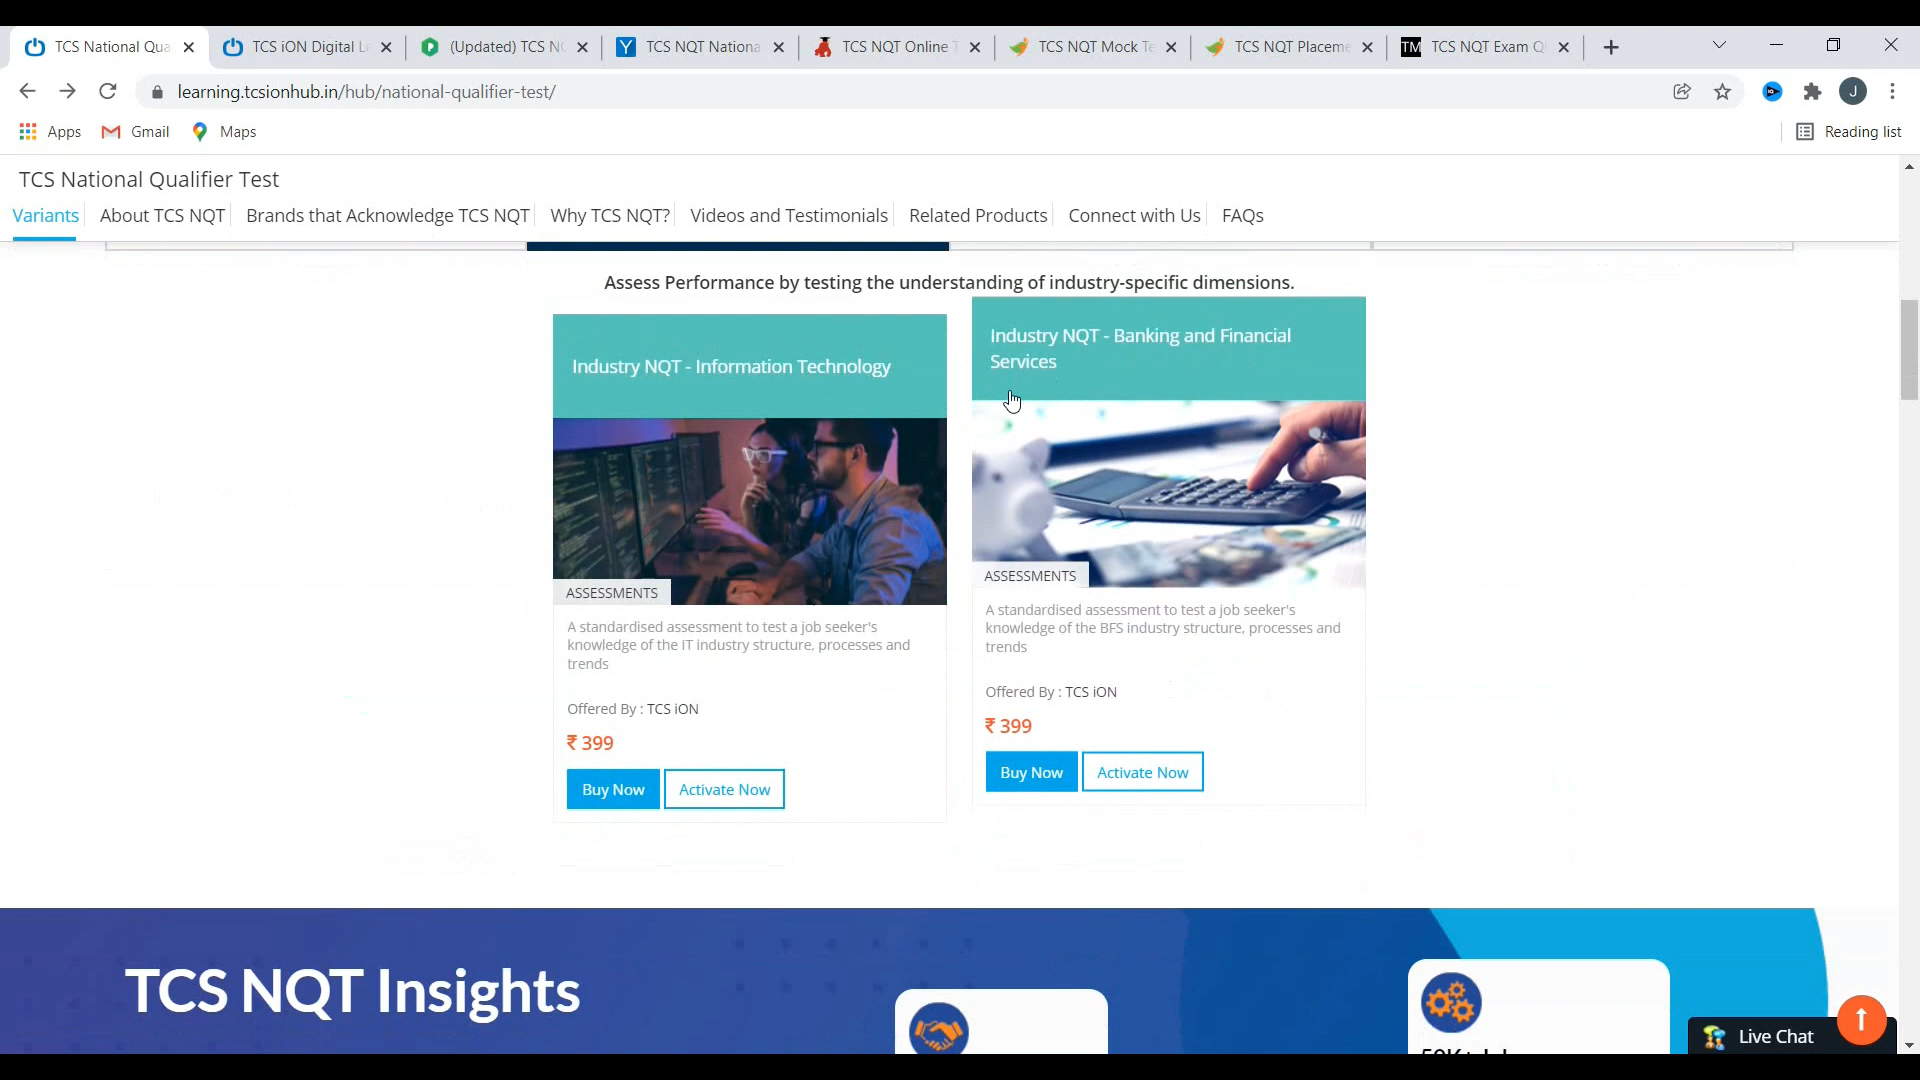 TCS National Qua
TCS iON Digital L
(Updated) TCS N
TCS NQT Nationa
TCS NQT Online T
TCS NQT Mock Te
TCS NQT Placeme
TM TCS NQT Exam Q
learning.tcsionhub.in/hub/national-qualifier-test/
J
Apps Gmail Maps Reading list
TCS National Qualifier Test
Variants About TCS NQT Brands that Acknowledge TCS NQT Why TCS NQT? Videos and Testimonials Related Products Connect with Us FAQs
Assess Performance by testing the understanding of industry-specific dimensions.
Industry NQT - Information Technology
ASSESSMENTS
A standardised assessment to test a job seeker's
knowledge of the IT industry structure, processes and
trends
Offered By : TCS iON
₹ 399
Buy Now Activate Now
Industry NQT - Banking and Financial
Services
ASSESSMENTS
A standardised assessment to test a job seeker's
knowledge of the BFS industry structure, processes and
trends
Offered By : TCS iON
₹ 399
Buy Now Activate Now
TCS NQT Insights
Live Chat